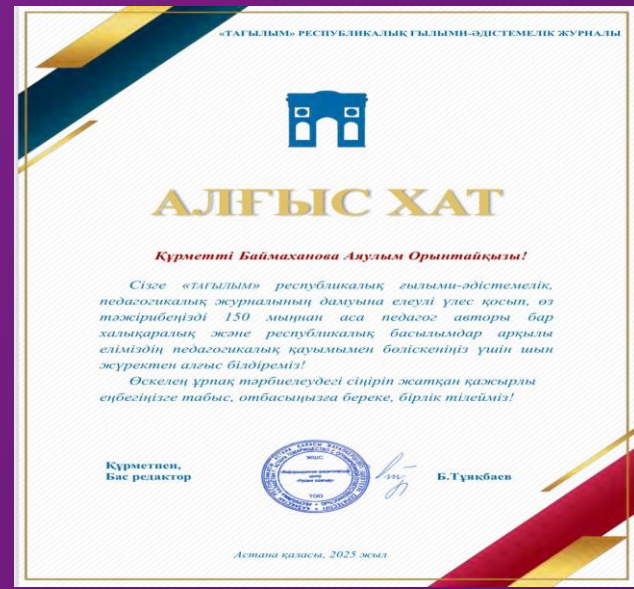 «ТАҒЫЛЫМ» РЕСПУБЛИКАЛЫҚ ҒЫЛЫМИ-ӘДІСТЕМЕЛІК ЖУРНАЛЫ
АЛҒЫС ХАТ
Құрметті Баймаханова Аяулым Орынтайқызы!
Сізге «ТАҒЫЛЫМ» республикалық ғылыми-әдістемелік,
педагогикалық журналының дамуына елеулі үлес қосып, өз
тәжірибеңізді 150 мыңнан аса педагог авторы бар
халықаралық және республикалық басылымдар арқылы
еліміздің педагогикалық қауымымен бөліскеніңіз үшін шын
жүректен алғыс білдіреміз!
Өскелең ұрпақ тәрбиелеудегі сіңіріп жатқан қажырлы
еңбегіңізге табыс, отбасыңызға береке, бірлік тілейміз!
Құрметпен,
Бас редактор
ЖШС
ТОО
Б.Тұяқбаев
Астана қаласы, 2025 жыл